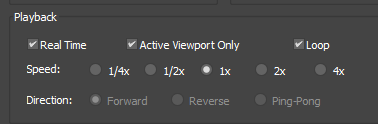 Playback
Real Time Active Viewport Only Loop
Speed: 1/4x 1/2x 1x 2x 4x
Direction: Forward Reverse Ping-Pong